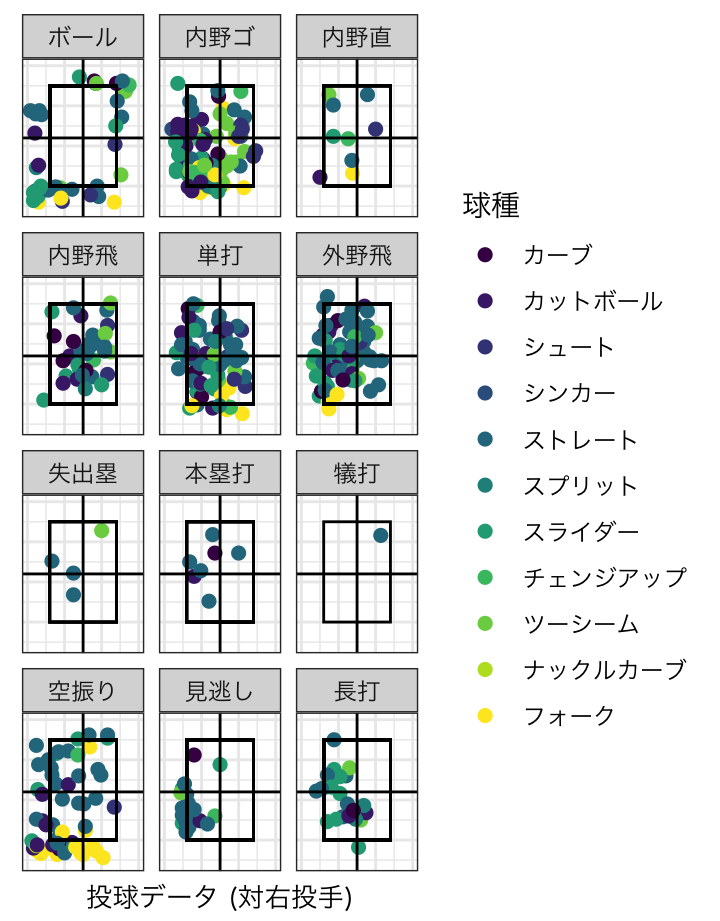 ボール
内野ゴ
内野直
内野飛
単打
外野飛
失出塁
本塁打
犠打
空振り
見逃し
長打
投球データ (対右投手)
球種
カーブ
カットボール
シュート
シンカー
ストレート
スプリット
スライダー
チェンジアップ
ツーシーム
ナックルカーブ
フォーク